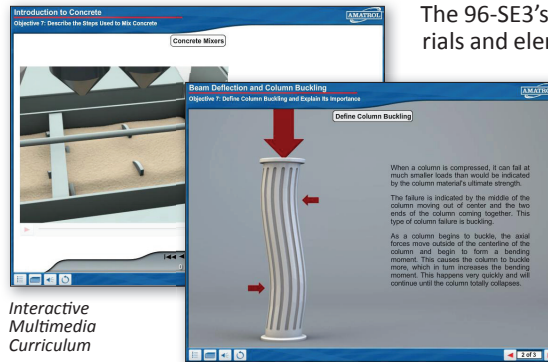 Introduction to Concrete
Objective 7: Describe the Steps Used to Mix Concrete
AMATROL
Concrete Mixers
The 96-SE3's
Beam Deflection and Column Buckling
Objective 7: Define Column Buckling and Explain Its Importance
Define Column Buckling
When a column is compressed, it can fail at
much smaller loads than would be indicated
by the column material's ultimate strength.
The failure is indicated by the middle of the
column moving out of center and the two
ends of the column coming together. This
type of column failure is buckling.
As a column begins to buckle, the axial
forces move outside of the centerline of the
column and begin to form a bending
moment. This causes the column to buckle
more, which in turn increases the bending
moment. This happens very quickly and will
continue until the column totally collapses.
2 of 3
Interactive
Multimedia
Curriculum